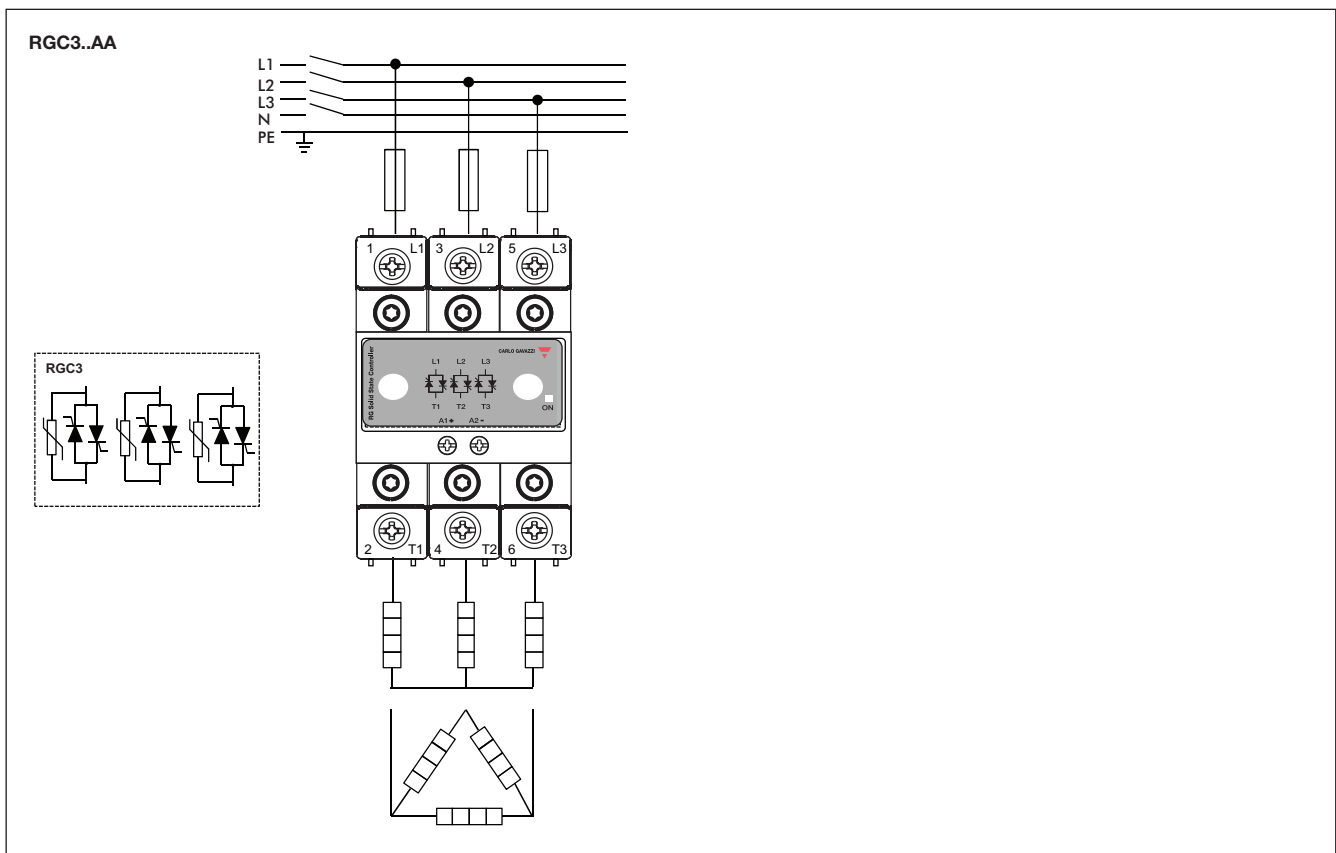 RGC3..AA
L1
L2
L3
N
PE
1 L1 3 L2 5 L3
RG Solid State Controller
CARLO GAVAZZI
L1 L2 L3
T1 T2 T3
ON
A1+ A2-
RGC3
2 T1 4 T2 6 T3